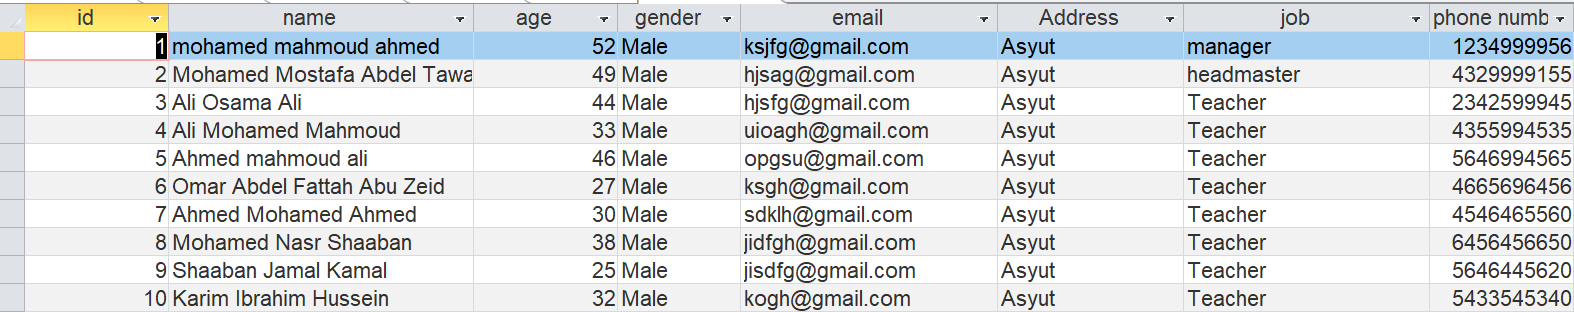 id name age gender email Address job phone numb
1 mohamed mahmoud ahmed 52 Male ksjfg@gmail.com Asyut manager 1234999956
2 Mohamed Mostafa Abdel Tawa 49 Male hjsag@gmail.com Asyut headmaster 4329999155
3 Ali Osama Ali 44 Male hjsfg@gmail.com Asyut Teacher 2342599945
4 Ali Mohamed Mahmoud 33 Male uioagh@gmail.com Asyut Teacher 4355994535
5 Ahmed mahmoud ali 46 Male opgsu@gmail.com Asyut Teacher 5646994565
6 Omar Abdel Fattah Abu Zeid 27 Male ksgh@gmail.com Asyut Teacher 4665696456
7 Ahmed Mohamed Ahmed 30 Male sdklh@gmail.com Asyut Teacher 4546465560
8 Mohamed Nasr Shaaban 38 Male jidfgh@gmail.com Asyut Teacher 6456456650
9 Shaaban Jamal Kamal 25 Male jisdfg@gmail.com Asyut Teacher 5646445620
10 Karim Ibrahim Hussein 32 Male kogh@gmail.com Asyut Teacher 5433545340